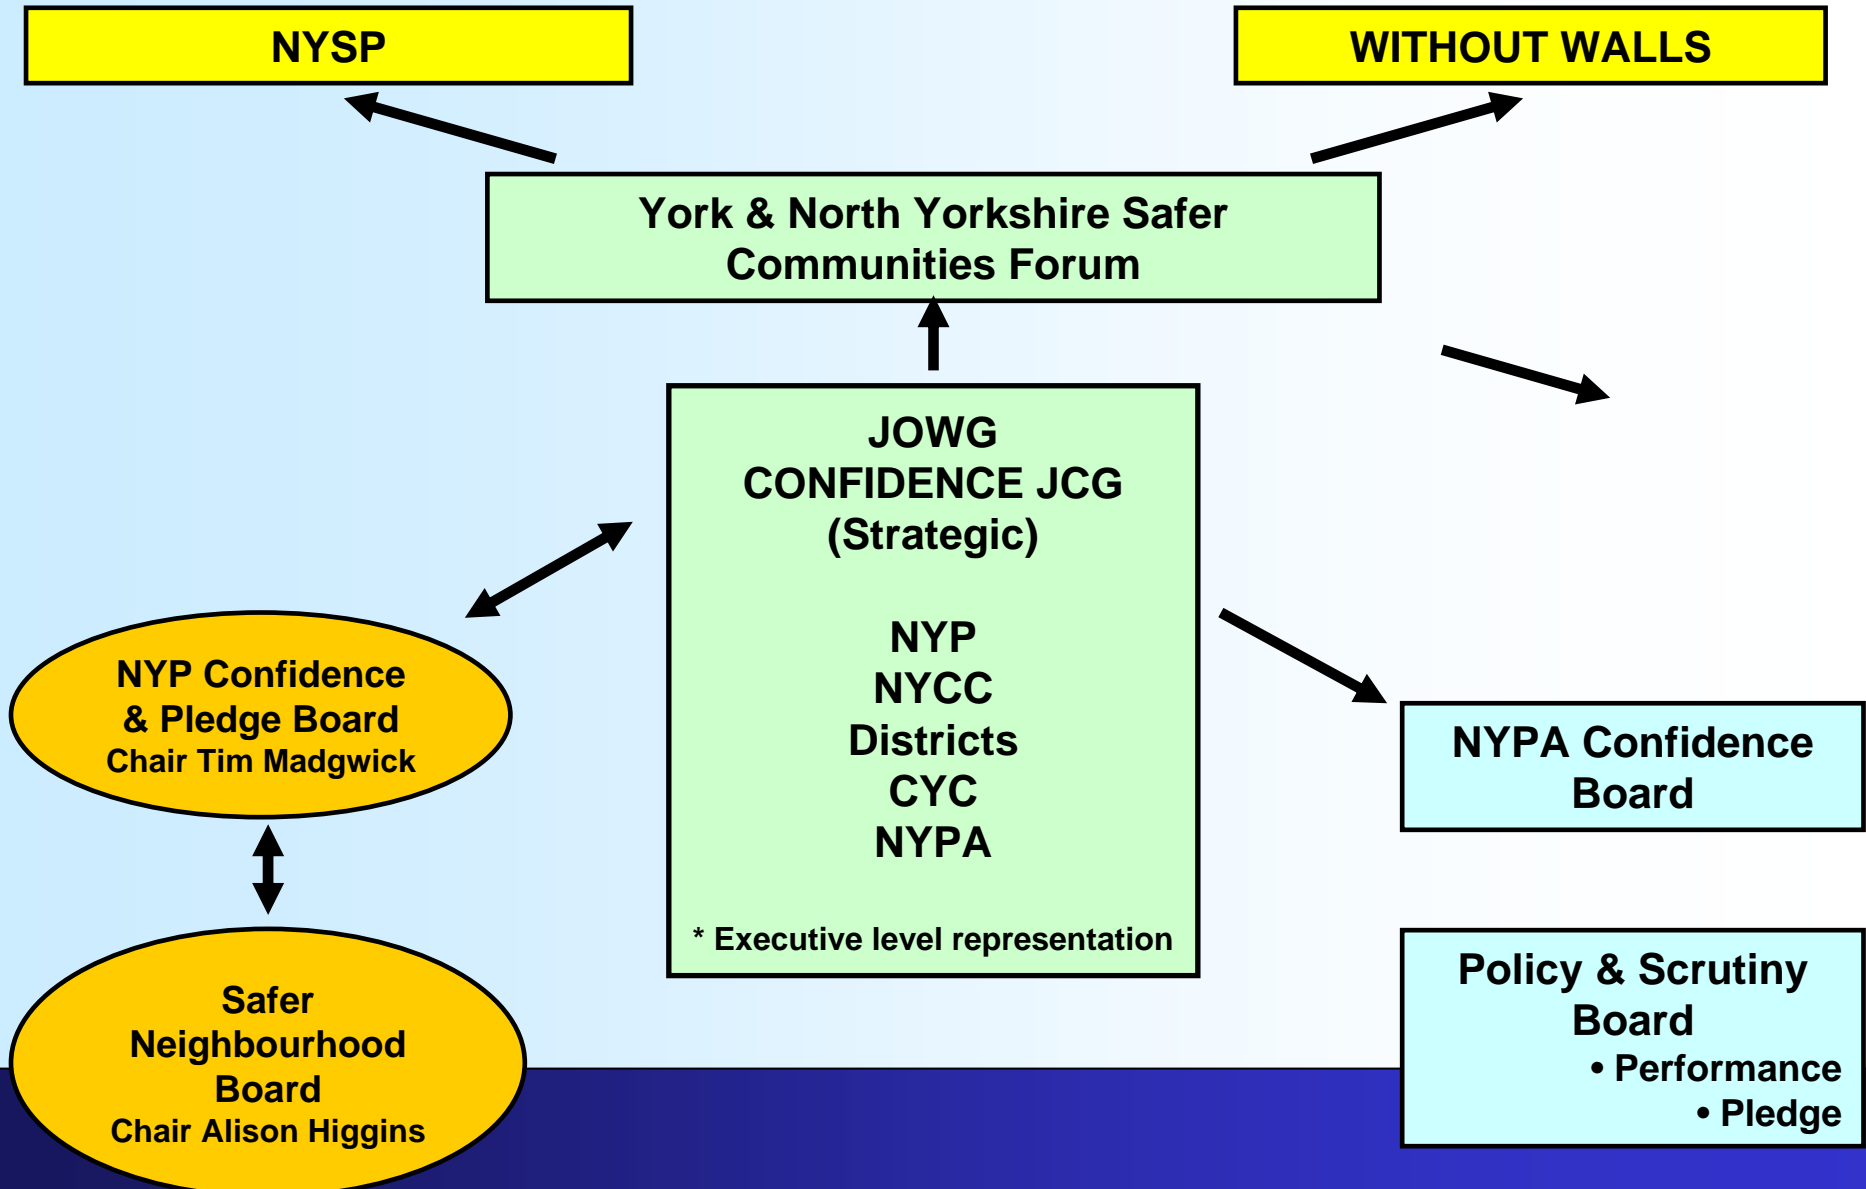 NYSP
WITHOUT WALLS
York & North Yorkshire Safer
Communities Forum
JOWG
CONFIDENCE JCG
(Strategic)
NYP
NYCC
Districts
CYC
NYPA
* Executive level representation
NYP Confidence
& Pledge Board
Chair Tim Madgwick
Safer
Neighbourhood
Board
Chair Alison Higgins
NYPA Confidence
Board
Policy & Scrutiny
Board
• Performance
• Pledge